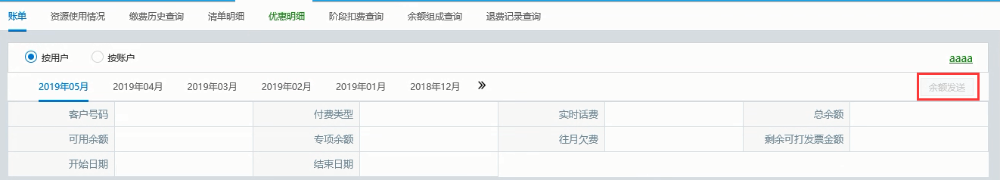 账单 资源使用情况 缴费历史查询 清单明细 优惠明细 阶段扣费查询 余额组成查询 退费记录查询
按用户 按账户 aaaa
2019年05月 2019年04月 2019年03月 2019年02月 2019年01月 2018年12月 » 余额发送
客户号码 付费类型 实时话费 总余额
可用余额 专项余额 往月欠费 剩余可打发票金额
开始日期 结束日期